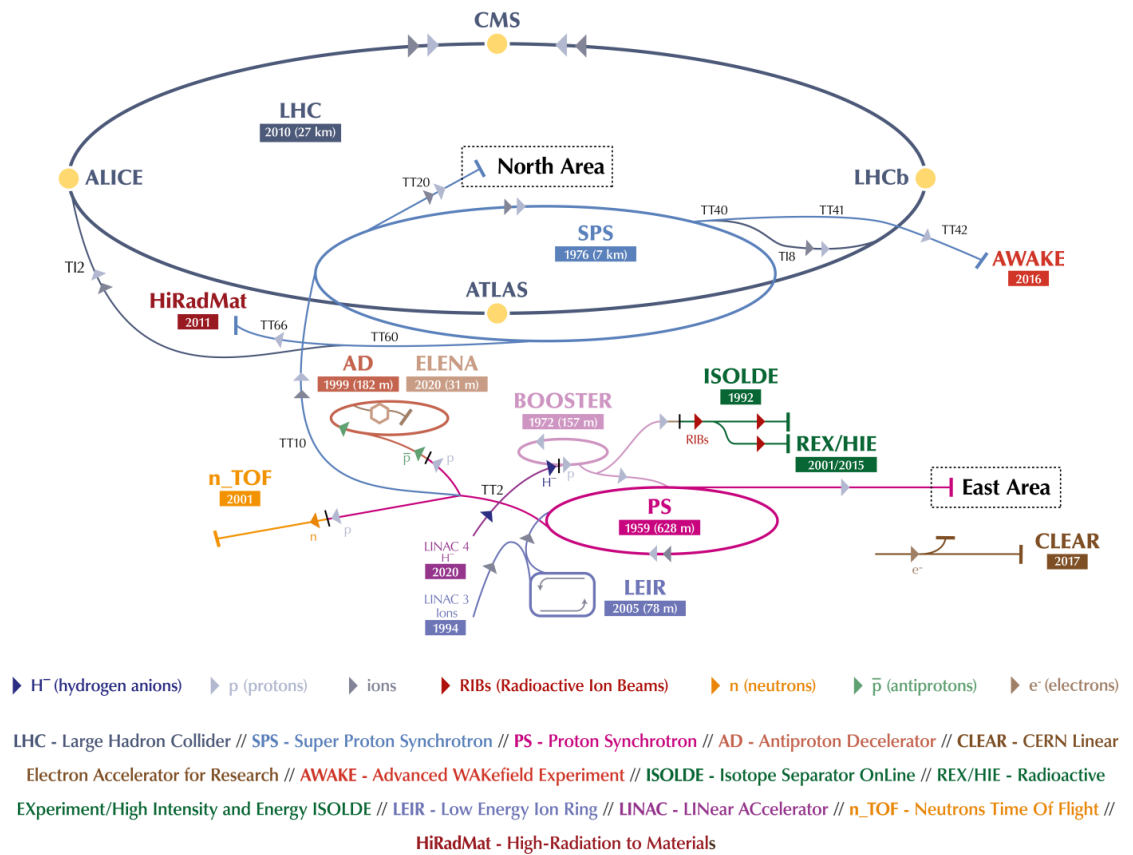 CMS
LHC
2010 (27 km)
North Area
ALICE
LHCb
TT20
TT40
TT41
SPS
TT42
1976 (7 km)
TI8
AWAKE
2016
TI2
ATLAS
HiRadMat
2011
TT66
TT60
AD
ELENA
1999 (182 m)
2020 (31 m)
ISOLDE
1992
BOOSTER
1972 (157 m)
RIBs
REX/HIE
2001/2015
TT10
p̅
p
H⁻
p
n_TOF
2001
TT2
East Area
PS
1959 (628 m)
n
p
LINAC 4
H⁻
2020
CLEAR
2017
e⁻
LINAC 3
Ions
1994
LEIR
2005 (78 m)
H⁻ (hydrogen anions)
p (protons)
ions
RIBs (Radioactive Ion Beams)
n (neutrons)
p̅ (antiprotons)
e⁻ (electrons)
LHC - Large Hadron Collider // SPS - Super Proton Synchrotron // PS - Proton Synchrotron // AD - Antiproton Decelerator // CLEAR - CERN Linear
Electron Accelerator for Research // AWAKE - Advanced WAKefield Experiment // ISOLDE - Isotope Separator OnLine // REX/HIE - Radioactive
EXperiment/High Intensity and Energy ISOLDE // LEIR - Low Energy Ion Ring // LINAC - LINear ACcelerator // n_TOF - Neutrons Time Of Flight //
HiRadMat - High-Radiation to Materials